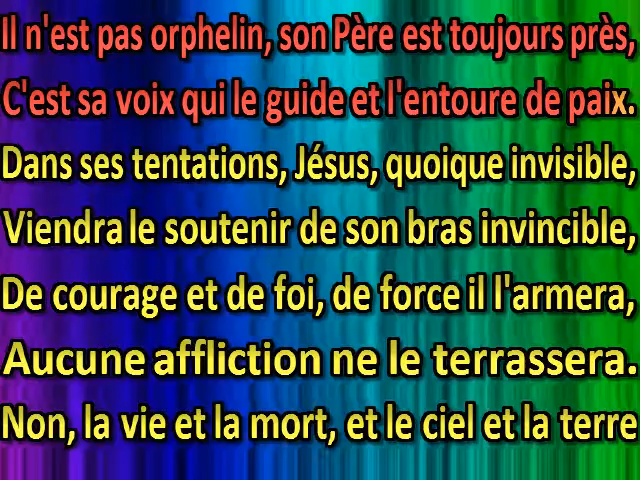 Il n'est pas orphelin, son Père est toujours près,
C'est sa voix qui le guide et l'entoure de paix.
Dans ses tentations, Jésus, quoique invisible,
Viendra le soutenir de son bras invincible,
De courage et de foi, de force il l'armera,
Aucune affliction ne le terrassera.
Non, la vie et la mort, et le ciel et la terre